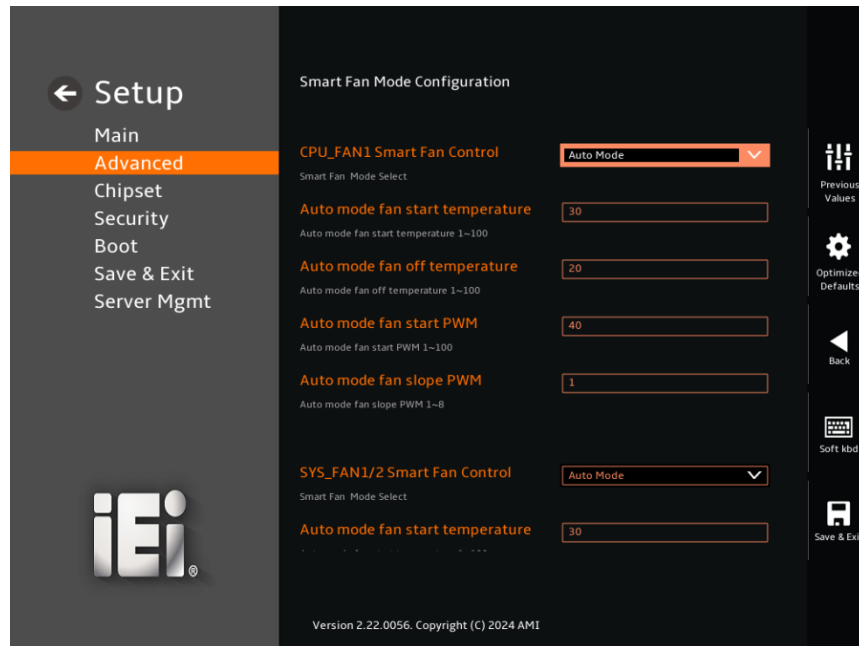 Setup
Main
Advanced
Chipset
Security
Boot
Save & Exit
Server Mgmt
iEi
®
Smart Fan Mode Configuration
CPU_FAN1 Smart Fan Control
Auto Mode
Smart Fan Mode Select
Auto mode fan start temperature
30
Auto mode fan start temperature 1~100
Auto mode fan off temperature
20
Auto mode fan off temperature 1~100
Auto mode fan start PWM
40
Auto mode fan start PWM 1~100
Auto mode fan slope PWM
1
Auto mode fan slope PWM 1~8
SYS_FAN1/2 Smart Fan Control
Auto Mode
Smart Fan Mode Select
Auto mode fan start temperature
30
Version 2.22.0056. Copyright (C) 2024 AMI
Previous
Values
Optimize
Defaults
Back
Soft kbd
Save & Exi